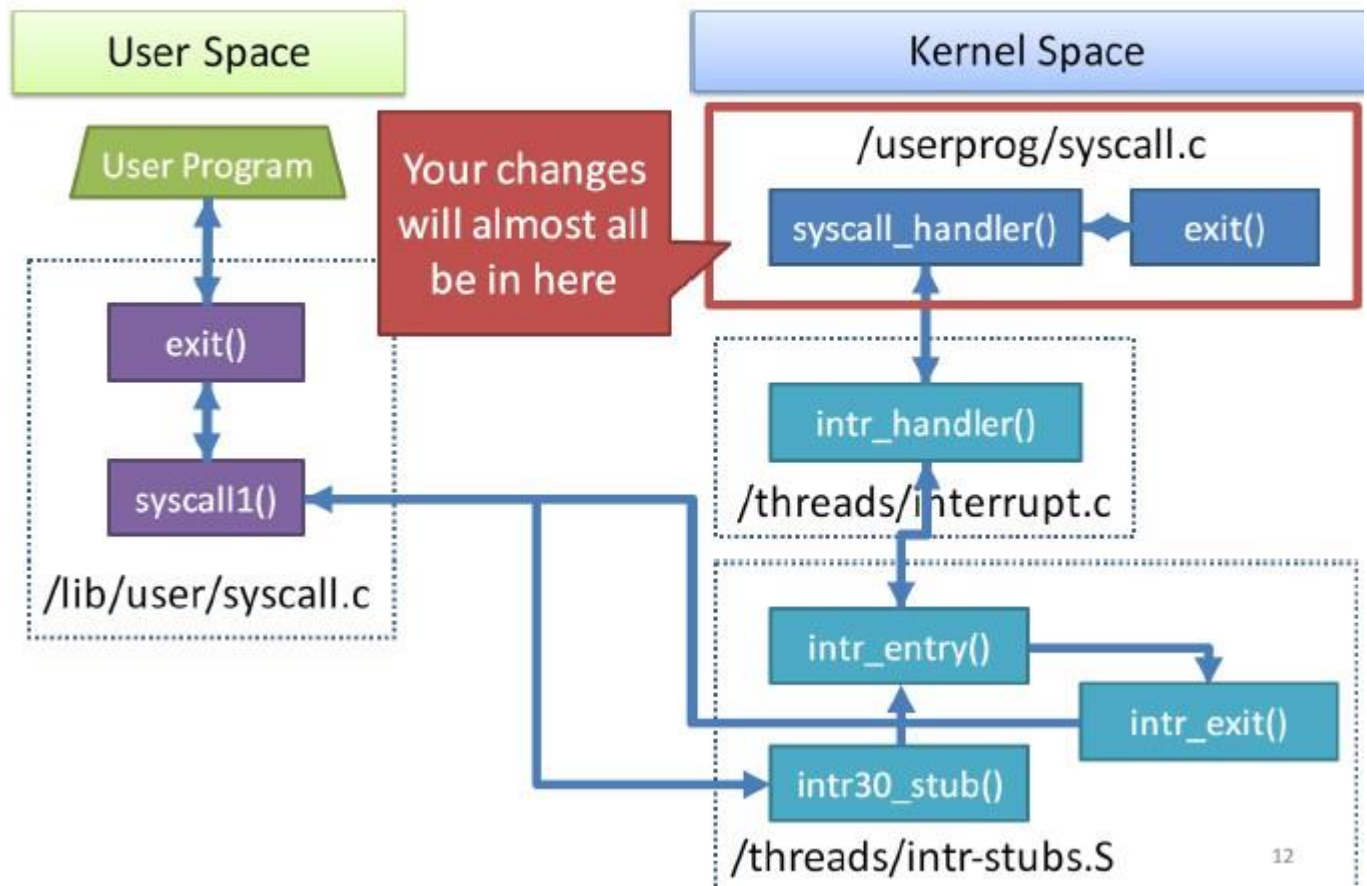 User Space
Kernel Space
User Program
Your changes
will almost all
be in here
/userprog/syscall.c
syscall_handler()
exit()
exit()
intr_handler()
syscall1()
/threads/interrupt.c
/lib/user/syscall.c
intr_entry()
intr_exit()
intr30_stub()
/threads/intr-stubs.S
12